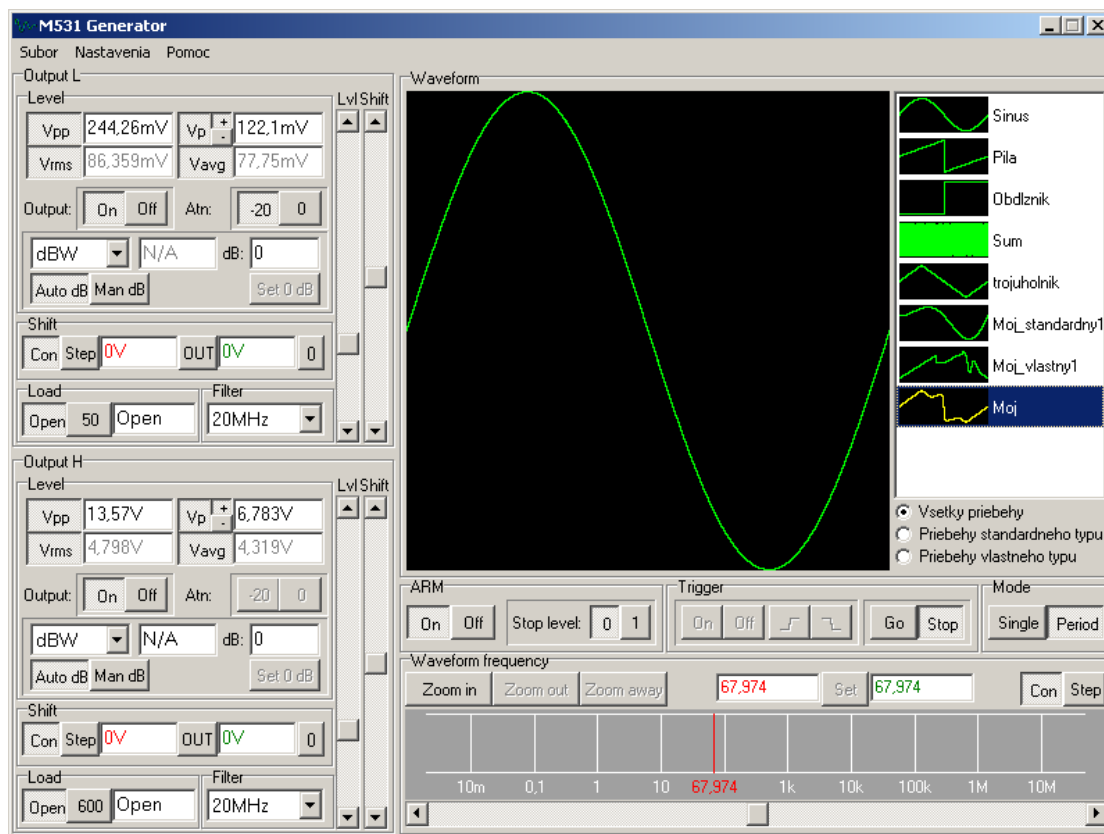 M531 Generator
Subor Nastavenia Pomoc
Output L
Level
Vpp 244,26mV Vp + - 122,1mV
Vrms 86,359mV Vavg 77,75mV
Output: On Off Atn: -20 0
dBW N/A dB: 0
Auto dB Man dB Set 0 dB
Shift
Con Step 0V OUT 0V 0
Load
Open 50 Open
Filter
20MHz
Lvl Shift
Output H
Level
Vpp 13,57V Vp + - 6,783V
Vrms 4,798V Vavg 4,319V
Output: On Off Atn: -20 0
dBW N/A dB: 0
Auto dB Man dB Set 0 dB
Shift
Con Step 0V OUT 0V 0
Load
Open 600 Open
Filter
20MHz
Lvl Shift
Waveform
Sinus
Pila
Obdlznik
Sum
trojuholnik
Moj_standardny1
Moj_vlastny1
Moj
Vsetky priebehy
Priebehy standardneho typu
Priebehy vlastneho typu
ARM
On Off Stop level: 0 1
Trigger
On Off Go Stop
Mode
Single Period
Waveform frequency
Zoom in Zoom out Zoom away 67,974 Set 67,974 Con Step
10m 0,1 1 10 67,974 1k 10k 100k 1M 10M